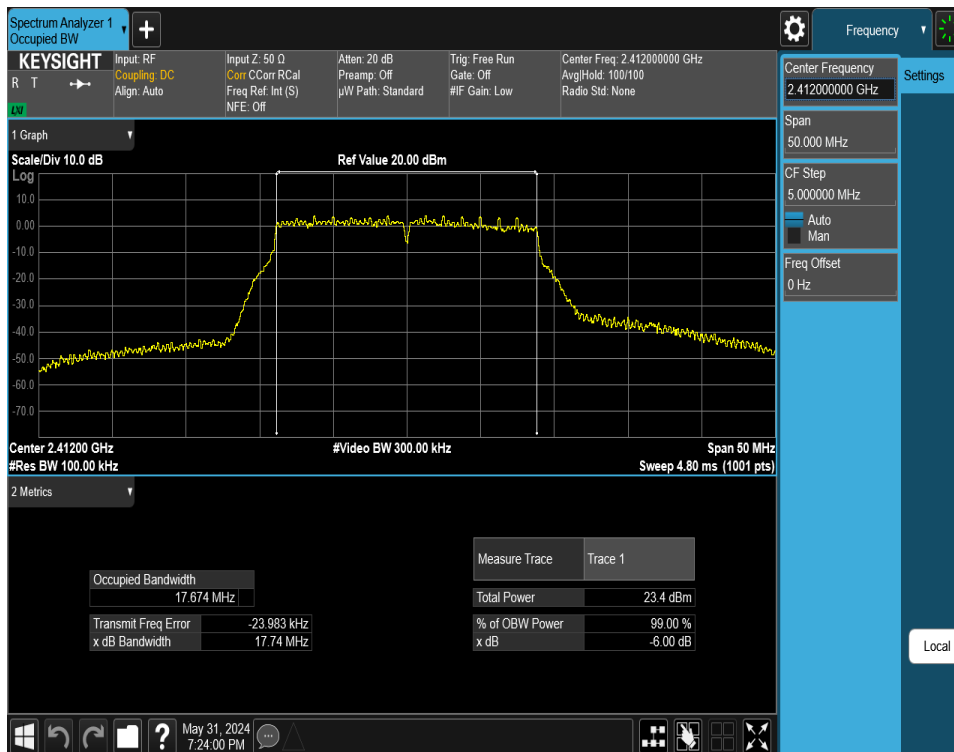 Spectrum Analyzer 1
Occupied BW
+
Frequency
KEYSIGHT
R T
LXI
Input: RF
Coupling: DC
Align: Auto
Input Z: 50 Ω
Corr CCorr RCal
Freq Ref: Int (S)
NFE: Off
Atten: 20 dB
Preamp: Off
µW Path: Standard
Trig: Free Run
Gate: Off
#IF Gain: Low
Center Freq: 2.412000000 GHz
Avg|Hold: 100/100
Radio Std: None
Center Frequency
2.412000000 GHz
Settings
Span
50.000 MHz
CF Step
5.000000 MHz
Auto
Man
Freq Offset
0 Hz
Local
1 Graph
Scale/Div 10.0 dB
Ref Value 20.00 dBm
Log
10.0
0.00
-10.0
-20.0
-30.0
-40.0
-50.0
-60.0
-70.0
Center 2.41200 GHz
#Video BW 300.00 kHz
Span 50 MHz
#Res BW 100.00 kHz
Sweep 4.80 ms (1001 pts)
2 Metrics
Occupied Bandwidth
17.674 MHz
Transmit Freq Error -23.983 kHz
x dB Bandwidth 17.74 MHz
Measure Trace Trace 1
Total Power 23.4 dBm
% of OBW Power 99.00 %
x dB -6.00 dB
?
May 31, 2024
7:24:00 PM